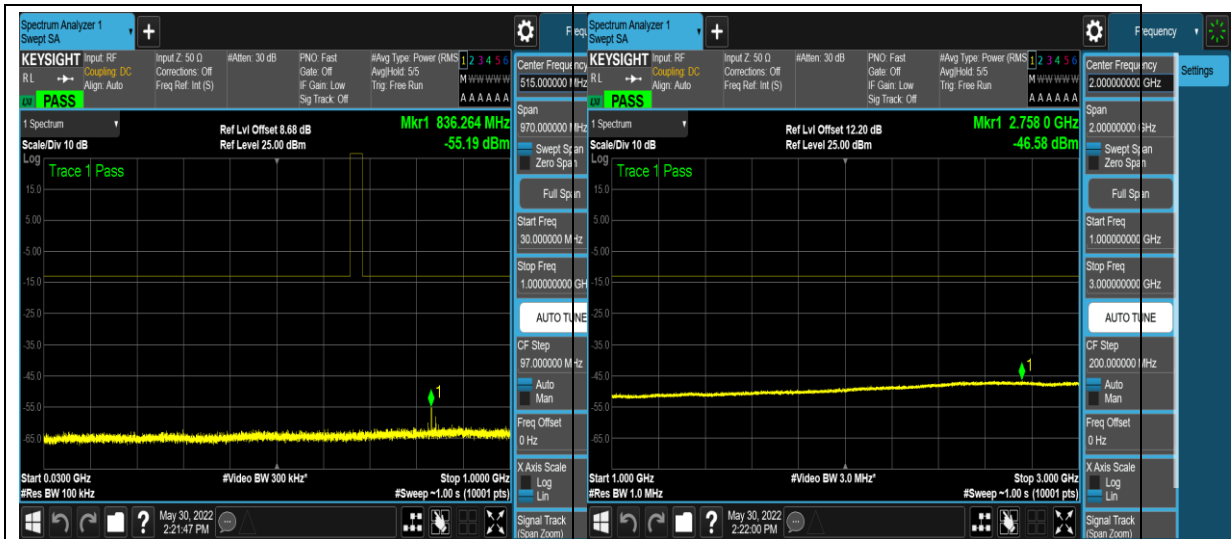 Spectrum Analyzer 1
Swept SA
+
Frequ
KEYSIGHT
Input: RF
Coupling: DC
Align: Auto
Input Z: 50 Ω
Corrections: Off
Freq Ref: Int (S)
#Atten: 30 dB
PNO: Fast
Gate: Off
IF Gain: Low
Sig Track: Off
#Avg Type: Power (RMS
Avg|Hold: 5/5
Trig: Free Run
1 2 3 4 5 6
M W W W W W
A A A A A A
R L
LXI
PASS
1 Spectrum
Scale/Div 10 dB
Ref Lvl Offset 8.68 dB
Ref Level 25.00 dBm
Mkr1 836.264 MHz
-55.19 dBm
Log
Trace 1 Pass
15.0
5.00
-5.00
-15.0
-25.0
-35.0
-45.0
-55.0
-65.0
1
Start 0.0300 GHz
#Res BW 100 kHz
#Video BW 300 kHz*
Stop 1.0000 GHz
#Sweep ~1.00 s (10001 pts)
?
May 30, 2022
2:21:47 PM
Center Frequency
515.000000 MHz
Span
970.000000 MHz
Swept Span
Zero Span
Full Span
Start Freq
30.000000 MHz
Stop Freq
1.000000000 GH
AUTO TUNE
CF Step
97.000000 MHz
Auto
Man
Freq Offset
0 Hz
X Axis Scale
Log
Lin
Signal Track
(Span Zoom)
Spectrum Analyzer 1
Swept SA
+
Frequency
KEYSIGHT
Input: RF
Coupling: DC
Align: Auto
Input Z: 50 Ω
Corrections: Off
Freq Ref: Int (S)
#Atten: 30 dB
PNO: Fast
Gate: Off
IF Gain: Low
Sig Track: Off
#Avg Type: Power (RMS
Avg|Hold: 5/5
Trig: Free Run
1 2 3 4 5 6
M W W W W W
A A A A A A
R L
LXI
PASS
1 Spectrum
Scale/Div 10 dB
Ref Lvl Offset 12.20 dB
Ref Level 25.00 dBm
Mkr1 2.758 0 GHz
-46.58 dBm
Log
Trace 1 Pass
15.0
5.00
-5.00
-15.0
-25.0
-35.0
-45.0
-55.0
-65.0
1
Start 1.000 GHz
#Res BW 1.0 MHz
#Video BW 3.0 MHz*
Stop 3.000 GHz
#Sweep ~1.00 s (10001 pts)
?
May 30, 2022
2:22:00 PM
Center Frequency
2.000000000 GHz
Span
2.00000000 GHz
Swept Span
Zero Span
Full Span
Start Freq
1.000000000 GHz
Stop Freq
3.000000000 GHz
AUTO TUNE
CF Step
200.000000 MHz
Auto
Man
Freq Offset
0 Hz
X Axis Scale
Log
Lin
Signal Track
(Span Zoom)
Settings